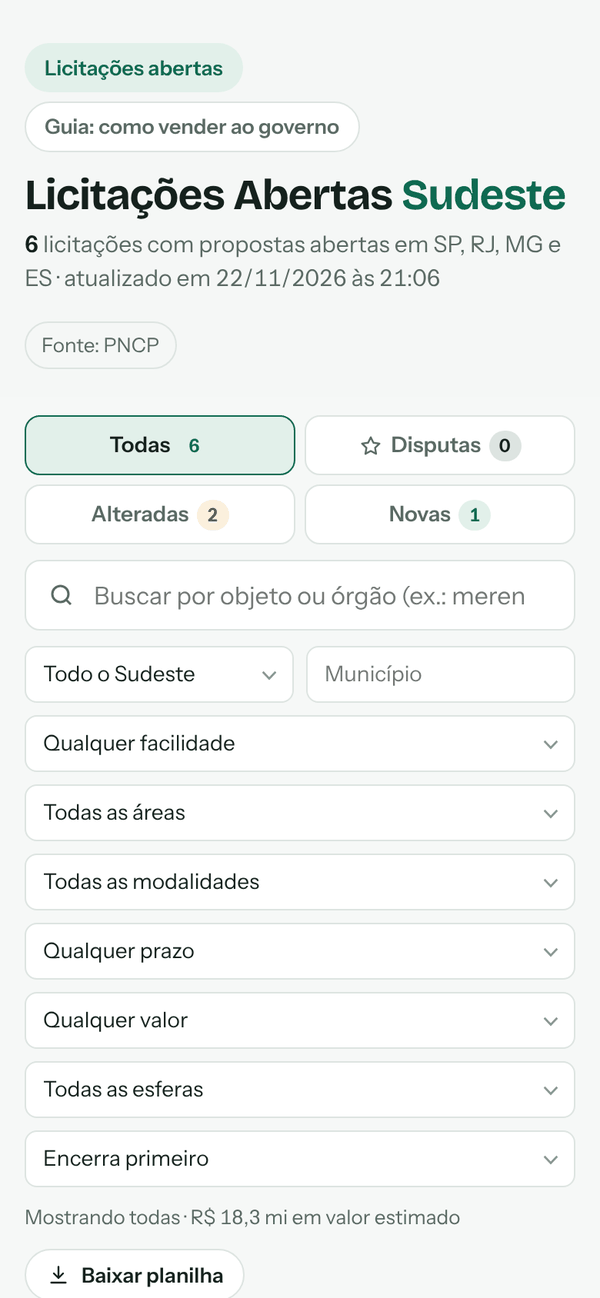 Licitações abertas
Guia: como vender ao governo
Licitações Abertas Sudeste
6 licitações com propostas abertas em SP, RJ, MG e
ES · atualizado em 22/11/2026 às 21:06
Fonte: PNCP
Todas 6
Disputas 0
Alteradas 2
Novas 1
Buscar por objeto ou órgão (ex.: meren
Todo o Sudeste
Município
Qualquer facilidade
Todas as áreas
Todas as modalidades
Qualquer prazo
Qualquer valor
Todas as esferas
Encerra primeiro
Mostrando todas · R$ 18,3 mi em valor estimado
Baixar planilha